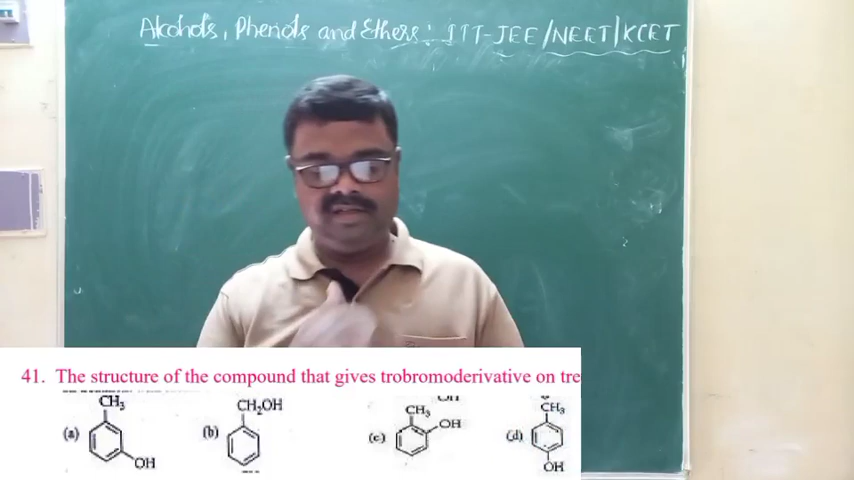 Alcohols, Phenols and Ethers: IIT-JEE/NEET/KCET
41. The structure of the compound that gives trobromoderivative on tre
(a) CH3 OH
(b) CH2OH
(c) CH3 OH
(d) CH3 OH